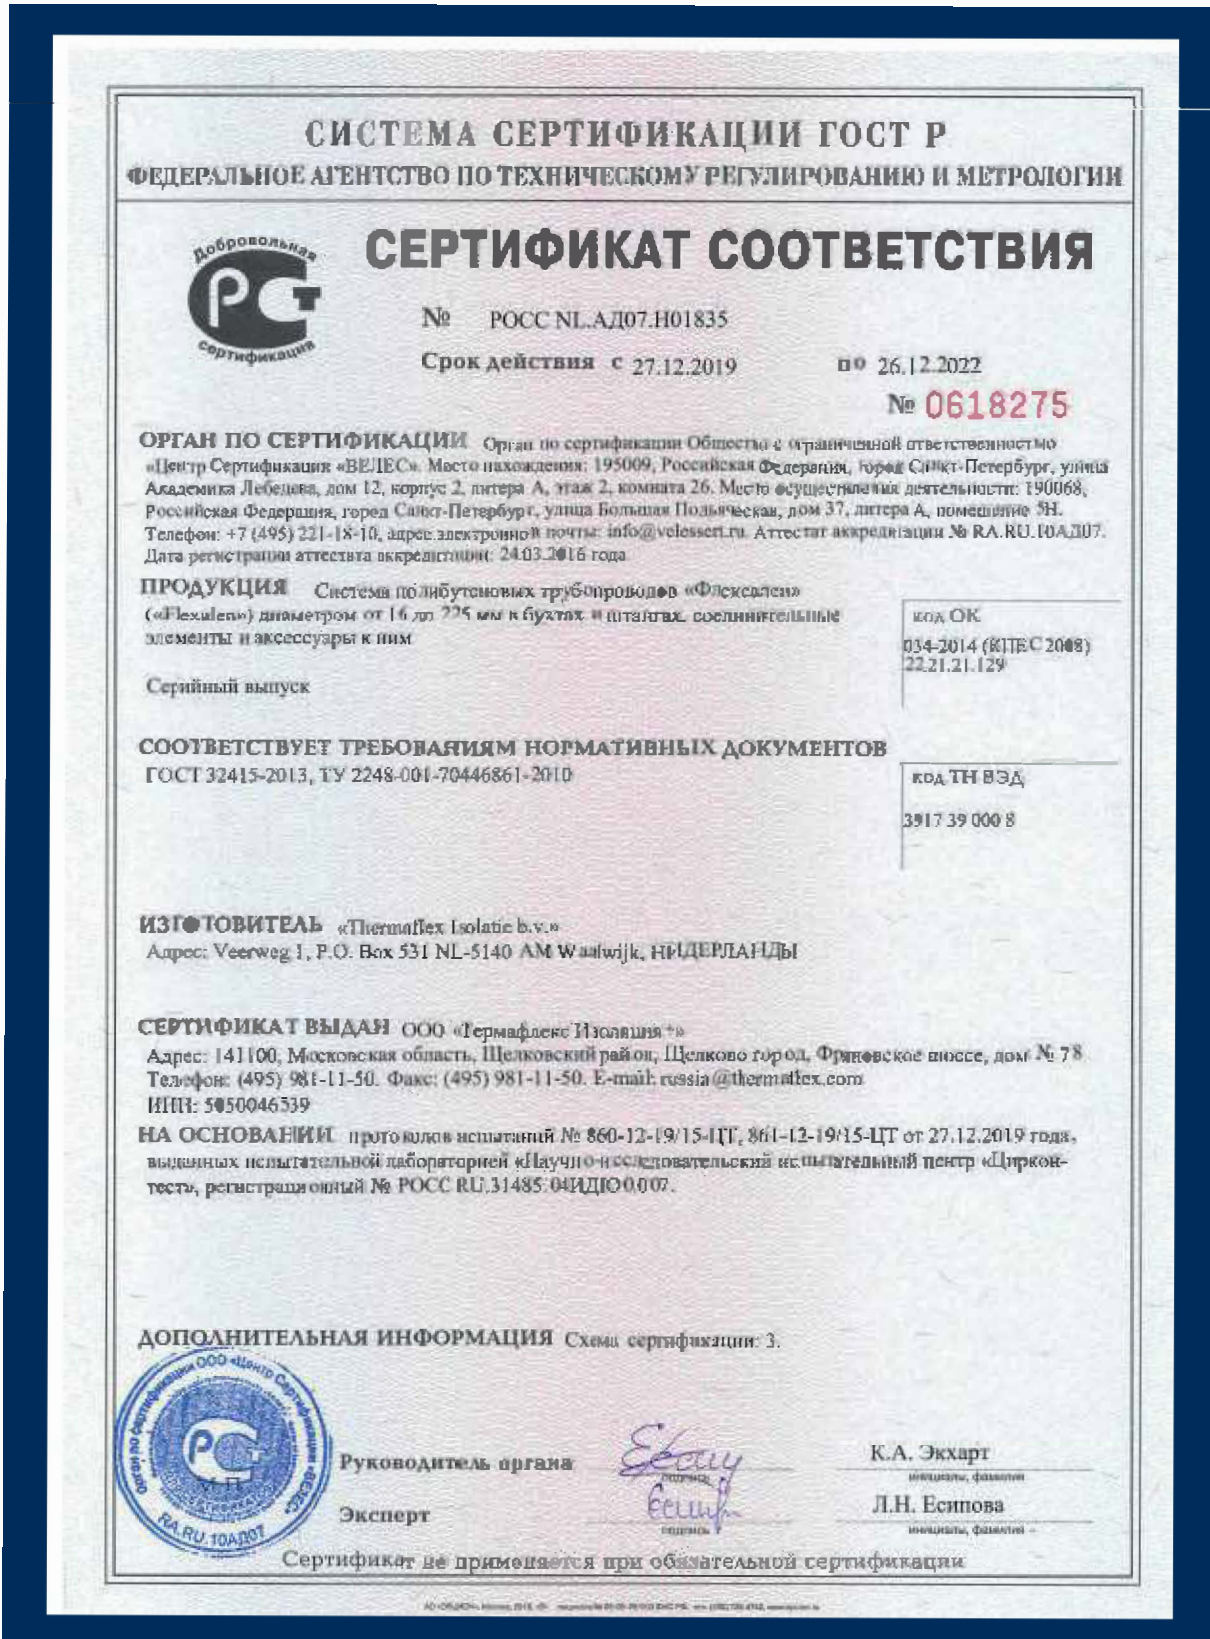 СИСТЕМА СЕРТИФИКАЦИИ ГОСТ Р
ФЕДЕРАЛЬНОЕ АГЕНТСТВО ПО ТЕХНИЧЕСКОМУ РЕГУЛИРОВАНИЮ И МЕТРОЛОГИИ
Добровольная
РСТ
сертификация
СЕРТИФИКАТ СООТВЕТСТВИЯ
№ РОСС NL.АД07.Н01835
Срок действия с 27.12.2019 по 26.12.2022
№ 0618275
ОРГАН ПО СЕРТИФИКАЦИИ Орган по сертификации Общества с ограниченной ответственностью
«Центр Сертификации «ВЕЛЕС». Место нахождения: 195009, Российская Федерация, город Санкт-Петербург, улица
Академика Лебедева, дом 12, корпус 2, литера А, этаж 2, комната 26. Место осуществления деятельности: 190068,
Российская Федерация, город Санкт-Петербург, улица Большая Подьяческая, дом 37, литера А, помещение 5Н.
Телефон: +7 (495) 221-18-10, адрес электронной почты: info@velessert.ru. Аттестат аккредитации № RA.RU.10АД07.
Дата регистрации аттестата аккредитации: 24.03.2016 года
ПРОДУКЦИЯ Система полибутеновых трубопроводов «Флексален»
(«Flexalen») диаметром от 16 до 225 мм в бухтах и штангах, соединительные
элементы и аксессуары к ним
Серийный выпуск
код ОК
034-2014 (КПЕС 2008)
22.21.21.129
СООТВЕТСТВУЕТ ТРЕБОВАНИЯМ НОРМАТИВНЫХ ДОКУМЕНТОВ
ГОСТ 32415-2013, ТУ 2248-001-70446861-2010
код ТН ВЭД
3917 39 000 8
ИЗГОТОВИТЕЛЬ «Thermaflex Isolatie b.v.»
Адрес: Veerweg 1, P.O. Box 531 NL-5140 AM Waalwijk, НИДЕРЛАНДЫ
СЕРТИФИКАТ ВЫДАН ООО «Термафлекс Изоляция +»
Адрес: 141100, Московская область, Щелковский район, Щелково город, Фряновское шоссе, дом № 78
Телефон: (495) 981-11-50. Факс: (495) 981-11-50. E-mail: russia@thermaflex.com
ИНН: 5050046539
НА ОСНОВАНИИ протоколов испытаний № 860-12-19/15-ЦТ, 861-12-19/15-ЦТ от 27.12.2019 года,
выданных испытательной лабораторией «Научно-исследовательский испытательный центр «Циркон-
тест», регистрационный № РОСС RU.31485.04ИДЮ0.007.
ДОПОЛНИТЕЛЬНАЯ ИНФОРМАЦИЯ Схема сертификации: 3.
Орган по сертификации ООО «Центр Сертификации «ВЕЛЕС»
М.П.
RA.RU.10АД07
Руководитель органа
подпись
К.А. Экхарт
инициалы, фамилия
Эксперт
подпись
Л.Н. Есипова
инициалы, фамилия
Сертификат не применяется при обязательной сертификации